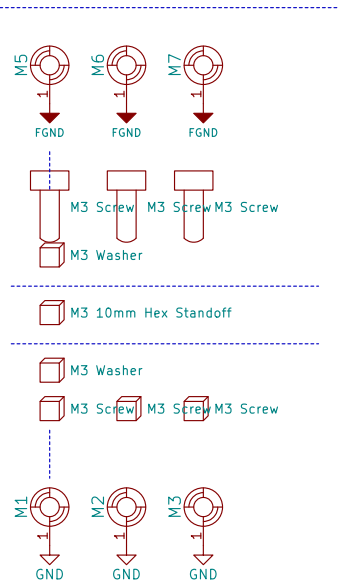 M5 M6 M7
1 1 1
FGND FGND FGND
M3 Screw M3 Screw M3 Screw
M3 Washer
M3 10mm Hex Standoff
M3 Washer
M3 Screw M3 Screw M3 Screw
M1 M2 M3
1 1 1
GND GND GND